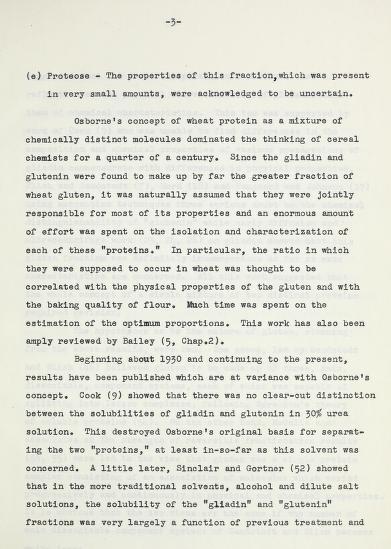 -3-
(e) Proteose - The properties of this fraction,which was present
in very small amounts, were acknowledged to be uncertain.
Osborne's concept of wheat protein as a mixture of
chemically distinct molecules dominated the thinking of cereal
chemists for a quarter of a century. Since the gliadin and
glutenin were found to make up by far the greater fraction of
wheat gluten, it was naturally assumed that they were jointly
responsible for most of its properties and an enormous amount
of effort was spent on the isolation and characterization of
each of these "proteins." In particular, the ratio in which
they were supposed to occur in wheat was thought to be
correlated with the physical properties of the gluten and with
the baking quality of flour. Much time was spent on the
estimation of the optimum proportions. This work has also been
amply reviewed by Bailey (5, Chap.2).
Beginning about 1930 and continuing to the present,
results have been published which are at variance with Osborne's
concept. Cook (9) showed that there was no clear-cut distinction
between the solubilities of gliadin and glutenin in 30% urea
solution. This destroyed Osborne's original basis for separat-
ing the two "proteins," at least in-so-far as this solvent was
concerned. A little later, Sinclair and Gortner (52) showed
that in the more traditional solvents, alcohol and dilute salt
solutions, the solubility of the "gliadin" and "glutenin"
fractions was very largely a function of previous treatment and